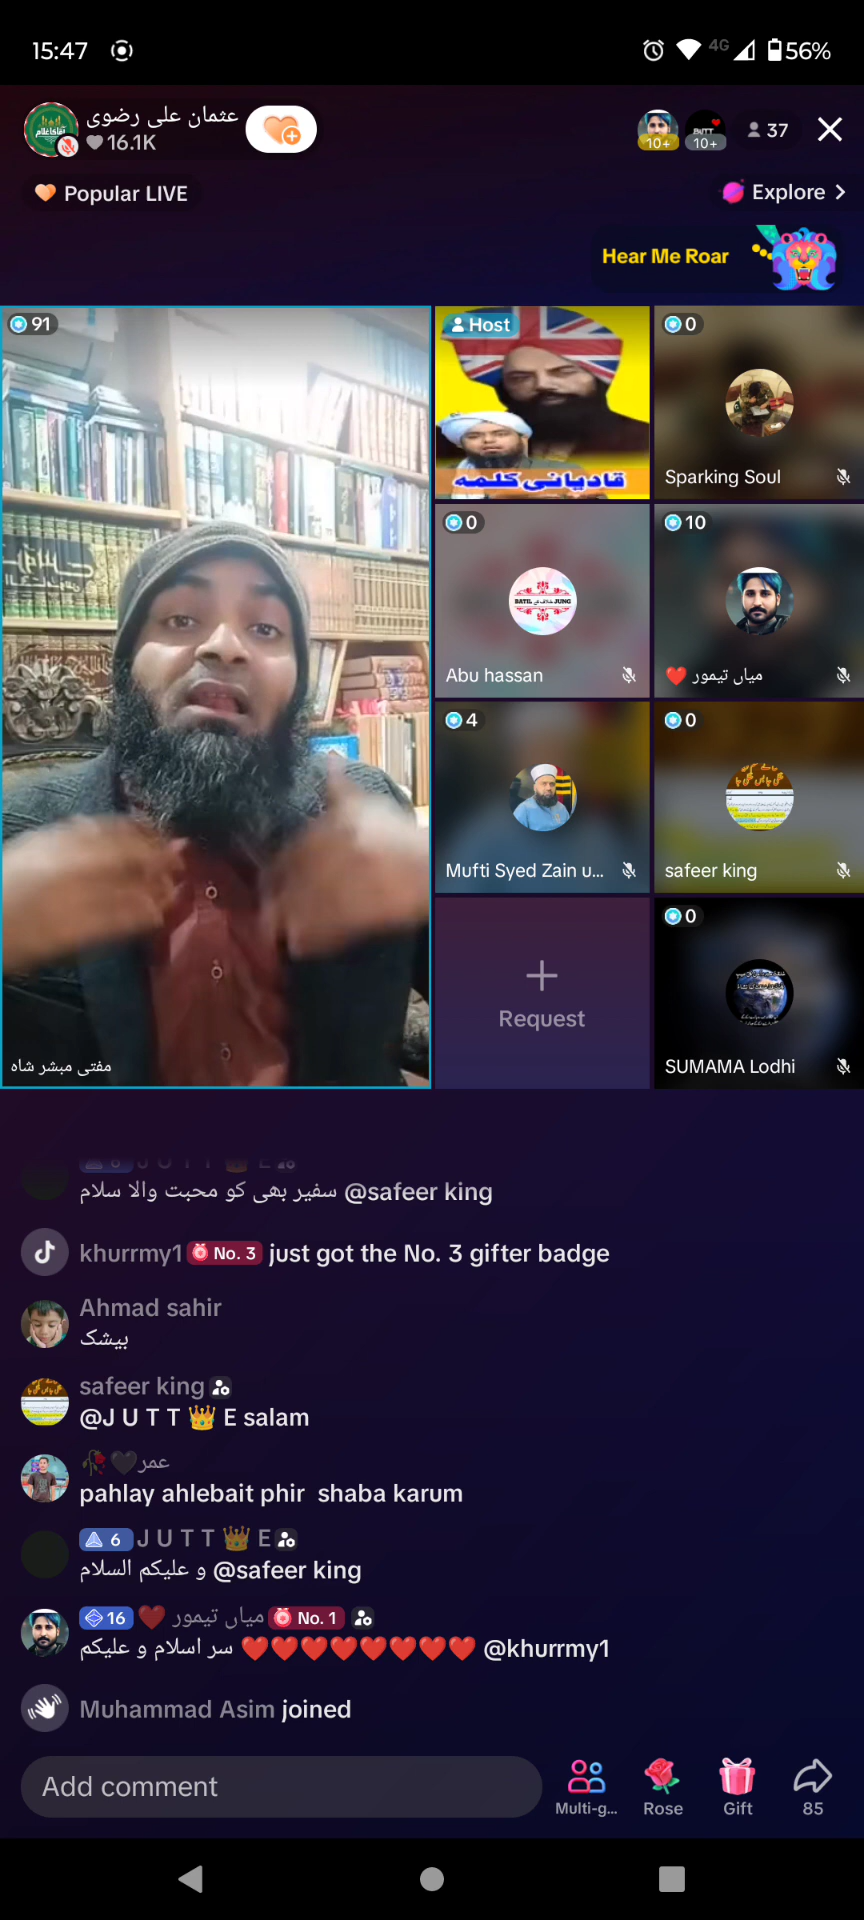 15:47
4G
56%
عثمان علی رضوی
16.1K
10+
10+
37
Popular LIVE
Explore
Hear Me Roar
91
Host
قادیانی کلمه
0
Sparking Soul
0
BATIL
JUNG
Abu hassan
10
میاں تیمور ❤️
4
Mufti Syed Zain u...
0
safeer king
مفتی مبشر شاہ
+
Request
0
SUMAMA Lodhi
6 J U T T 👑 E
سفیر بھی کو محبت والا سلام @safeer king
khurrmy1 No. 3 just got the No. 3 gifter badge
Ahmad sahir
بیشک
safeer king
@J U T T 👑 E salam
عمر🖤🥀
pahlay ahlebait phir shaba karum
6 J U T T 👑 E
و علیکم السلام @safeer king
16 ❤️ میاں تیمور No. 1
سر اسلام و علیکم ❤️❤️❤️❤️❤️❤️❤️❤️ @khurrmy1
Muhammad Asim joined
Add comment
Multi-g...
Rose
Gift
85